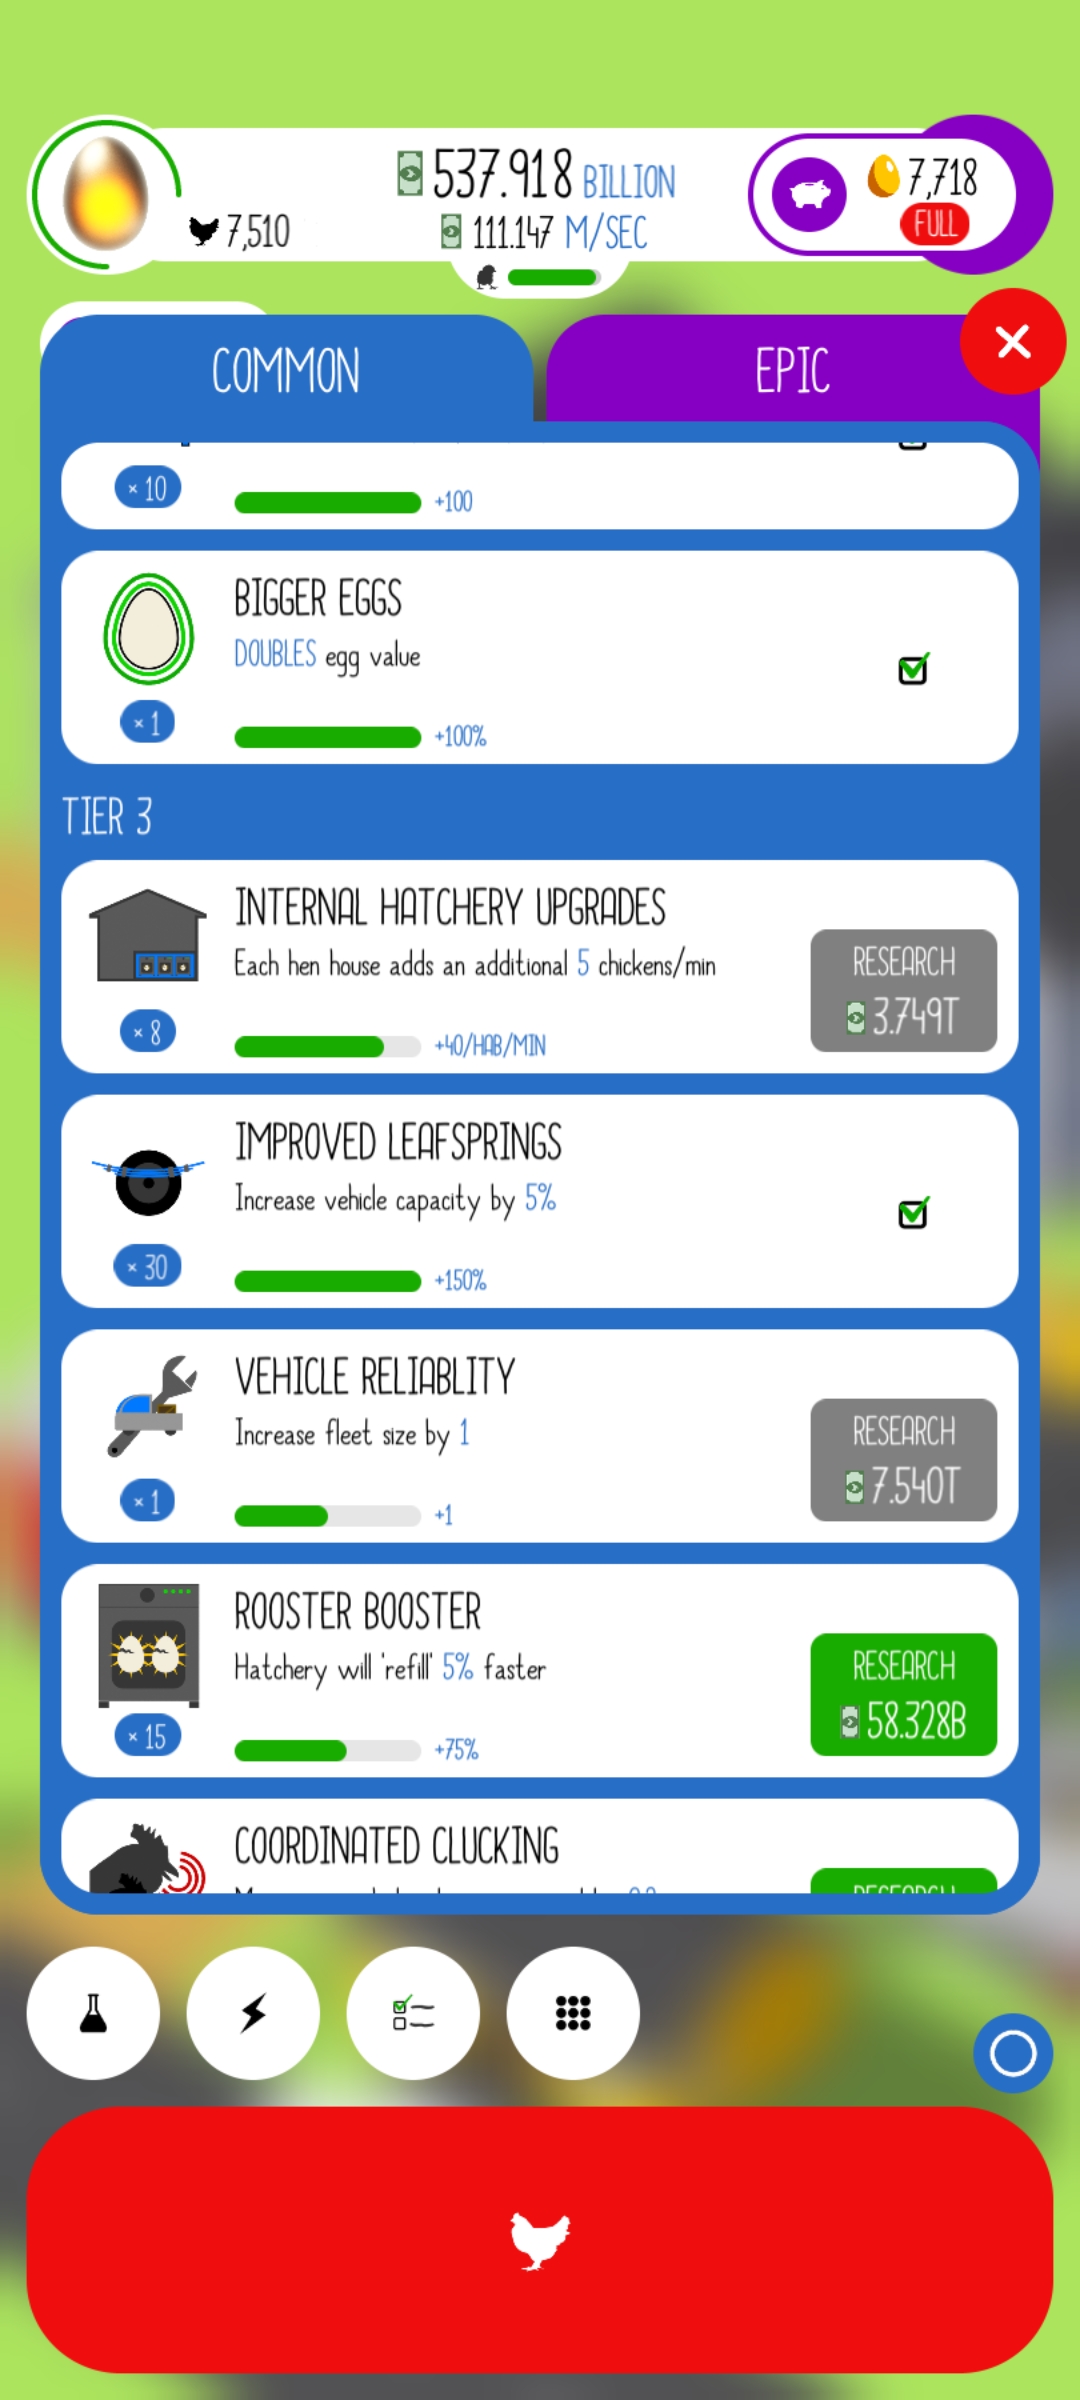 537.918 BILLION
7,718
7,510
111.147 M/SEC
FULL
COMMON
EPIC
× 10
+100
BIGGER EGGS
DOUBLES egg value
× 1
+100%
TIER 3
INTERNAL HATCHERY UPGRADES
Each hen house adds an additional 5 chickens/min
RESEARCH
3.749T
× 8
+40/HAB/MIN
IMPROVED LEAFSPRINGS
Increase vehicle capacity by 5%
× 30
+150%
VEHICLE RELIABLITY
Increase fleet size by 1
RESEARCH
7.540T
× 1
+1
ROOSTER BOOSTER
Hatchery will 'refill' 5% faster
RESEARCH
58.328B
× 15
+75%
COORDINATED CLUCKING